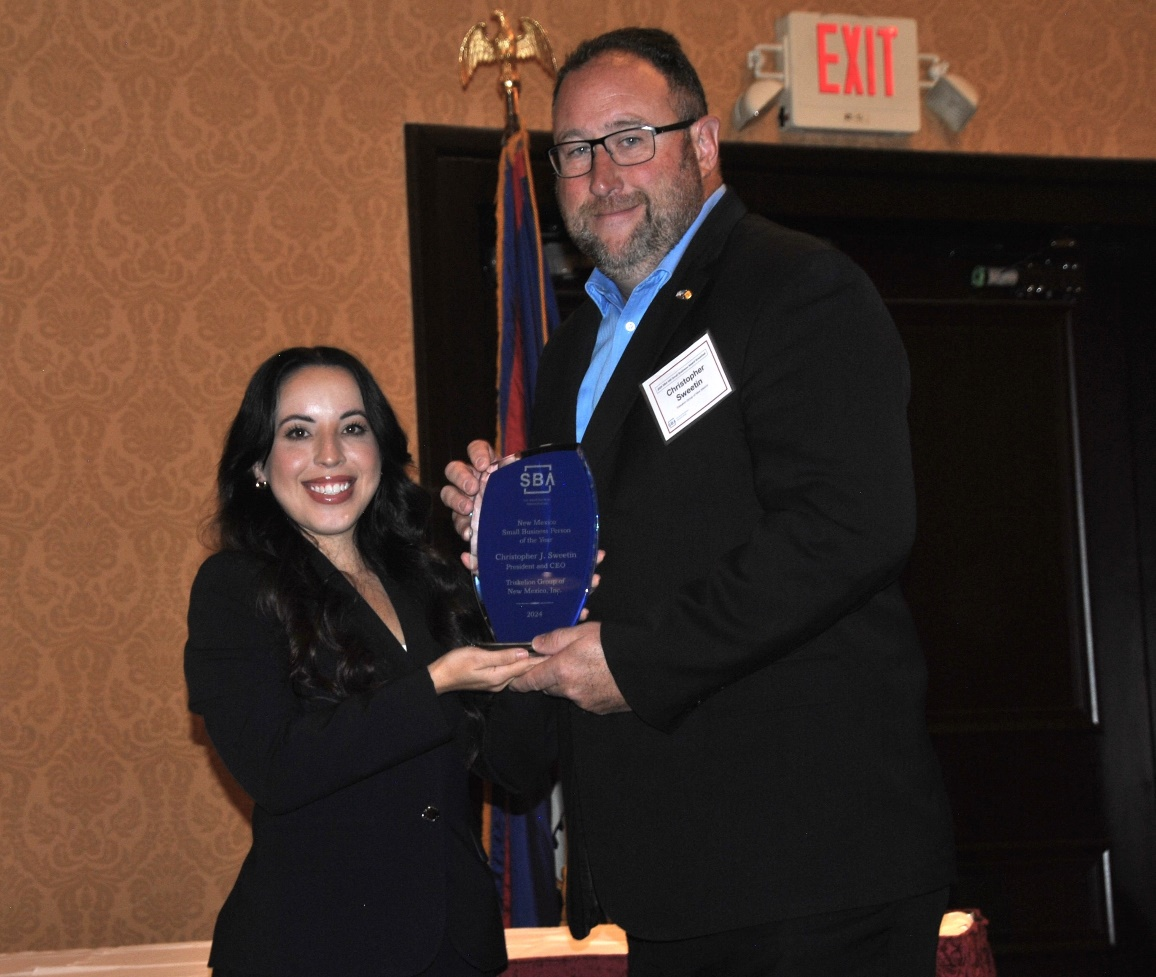 EXIT
Christopher
Sweetin
SBA
New Mexico
Small Business Person
of the Year
Christopher J. Sweetin
President and CEO
Triskelion Group of
New Mexico, Inc.
2024